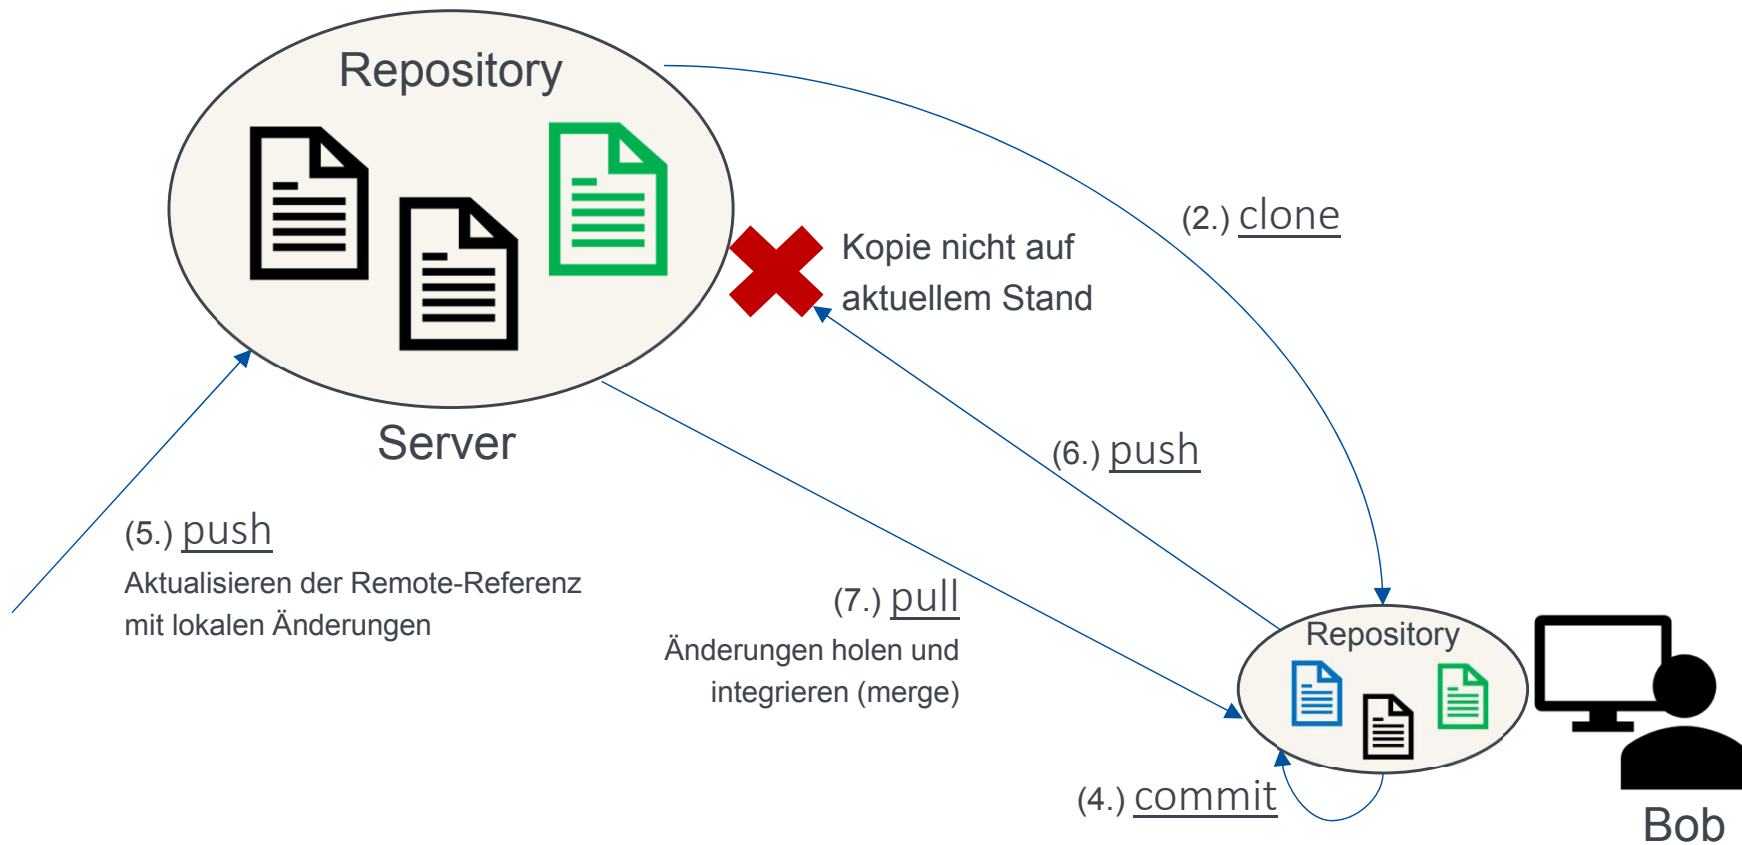 Repository
(2.) clone
Kopie nicht auf
aktuellem Stand
Server
(6.) push
(5.) push
Aktualisieren der Remote-Referenz
mit lokalen Änderungen
(7.) pull
Änderungen holen und
integrieren (merge)
Repository
(4.) commit
Bob